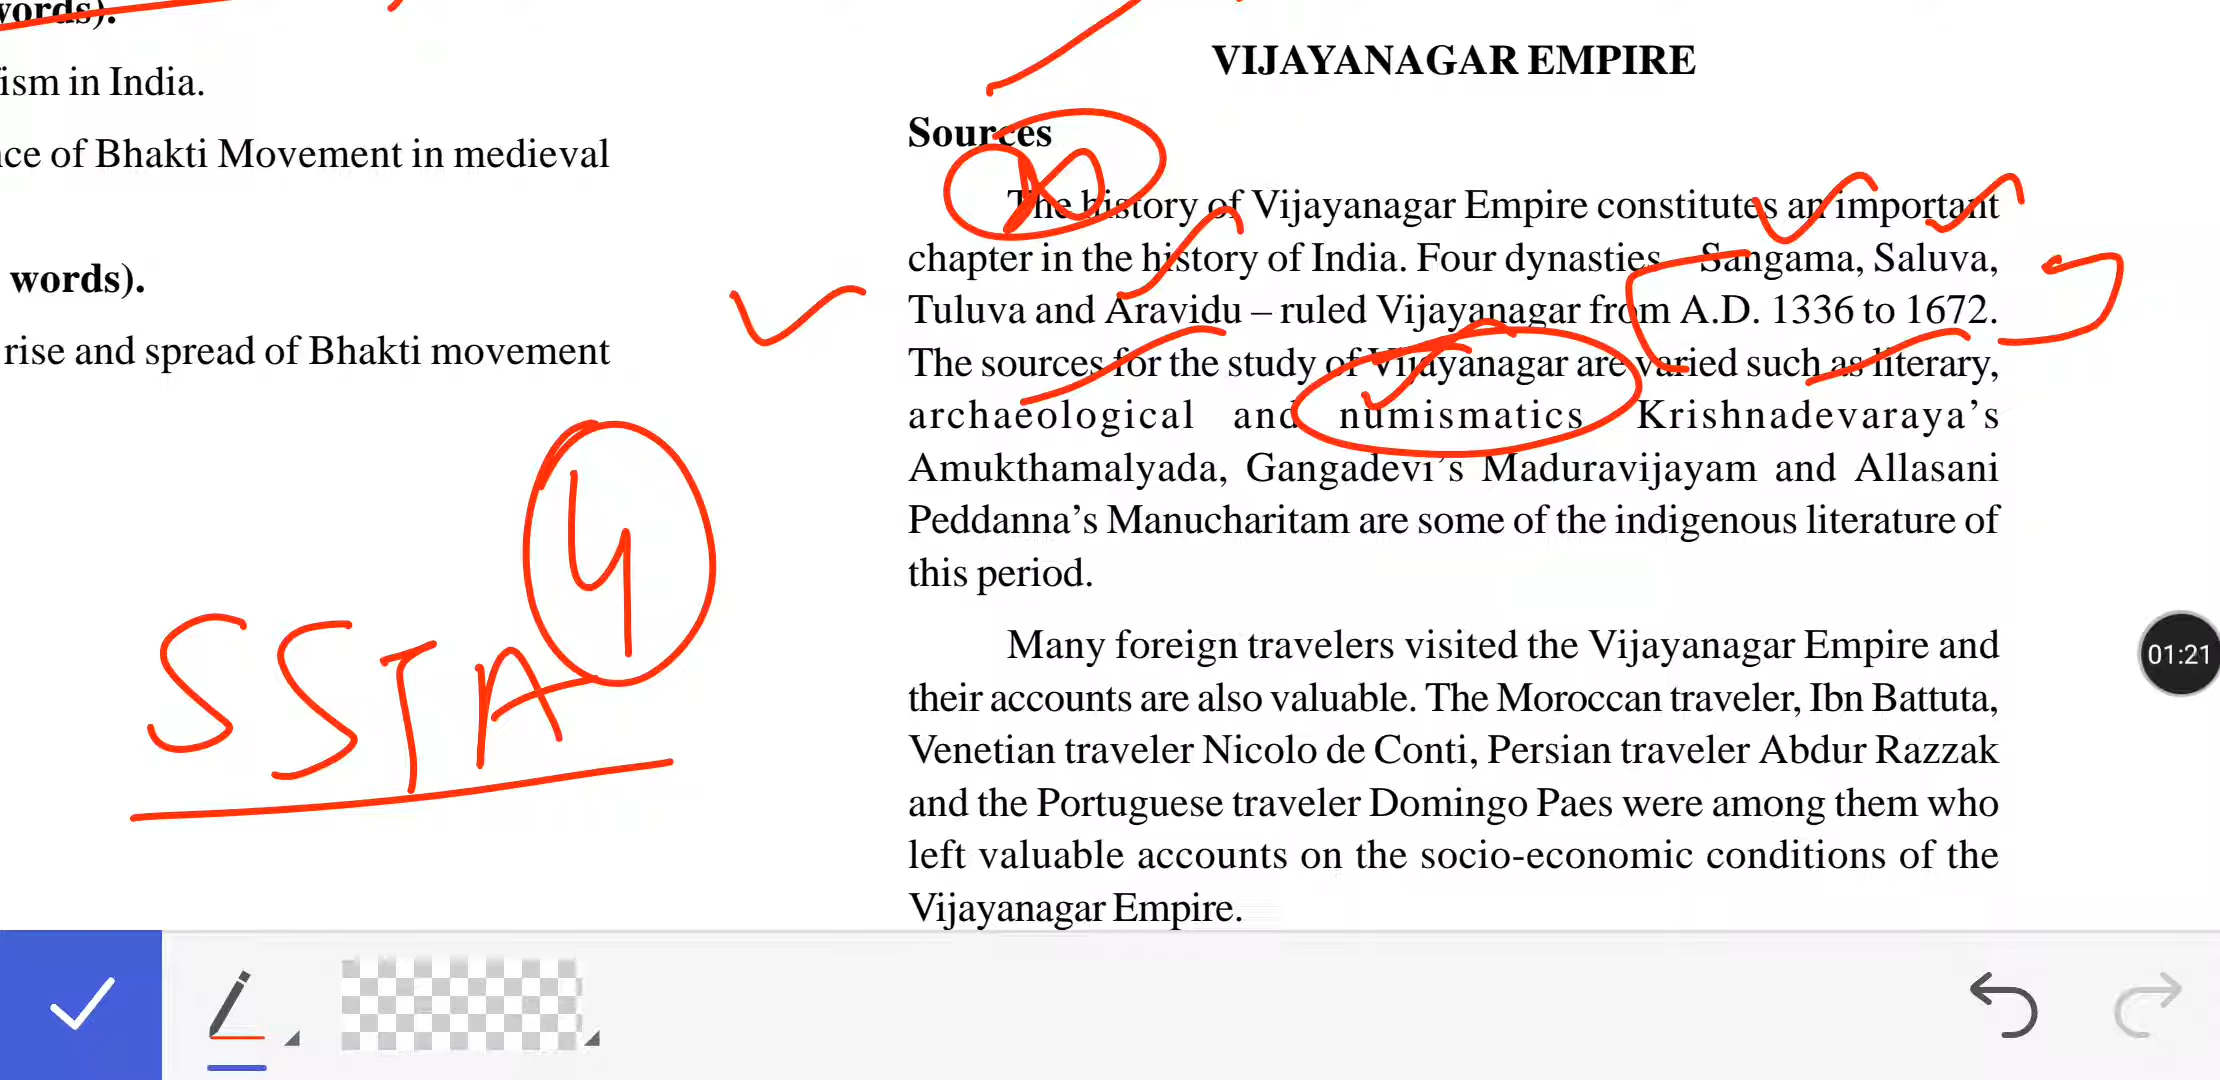 words).
ism in India.
nce of Bhakti Movement in medieval
words).
rise and spread of Bhakti movement
4
SSTA
VIJAYANAGAR EMPIRE
Sources
The history of Vijayanagar Empire constitutes an important
chapter in the history of India. Four dynasties – Sangama, Saluva,
Tuluva and Aravidu – ruled Vijayanagar from A.D. 1336 to 1672.
The sources for the study of Vijayanagar are varied such as literary,
archaeological and numismatics Krishnadevaraya’s
Amukthamalyada, Gangadevi’s Maduravijayam and Allasani
Peddanna’s Manucharitam are some of the indigenous literature of
this period.
Many foreign travelers visited the Vijayanagar Empire and
their accounts are also valuable. The Moroccan traveler, Ibn Battuta,
Venetian traveler Nicolo de Conti, Persian traveler Abdur Razzak
and the Portuguese traveler Domingo Paes were among them who
left valuable accounts on the socio-economic conditions of the
Vijayanagar Empire.
01:21